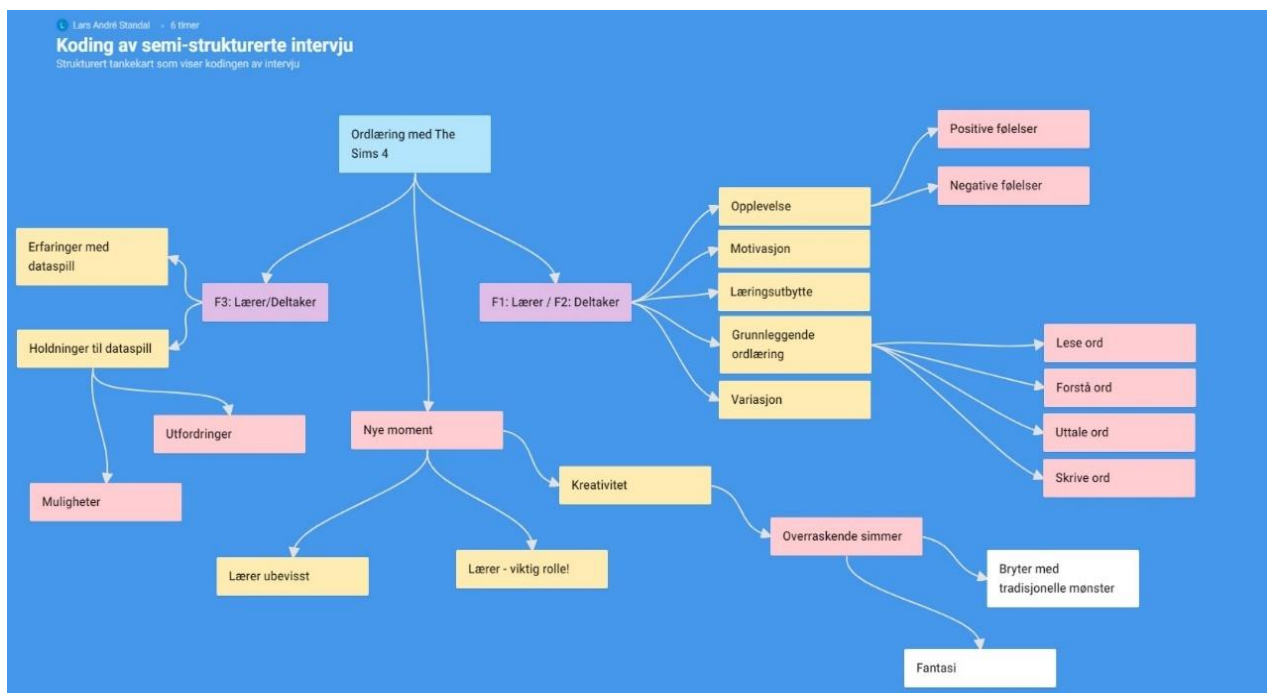 L Lars André Standal • 6 timer
Koding av semi-strukturerte intervju
Strukturert tankekart som viser kodingen av intervju
Ordlæring med The
Sims 4
Positive følelser
Negative følelser
Opplevelse
Erfaringer med
dataspill
Motivasjon
F3: Lærer/Deltaker
F1: Lærer / F2: Deltaker
Læringsutbytte
Holdninger til dataspill
Grunnleggende
ordlæring
Lese ord
Forstå ord
Variasjon
Utfordringer
Nye moment
Uttale ord
Skrive ord
Muligheter
Kreativitet
Overraskende simmer
Lærer ubevisst
Lærer - viktig rolle!
Bryter med
tradisjonelle mønster
Fantasi